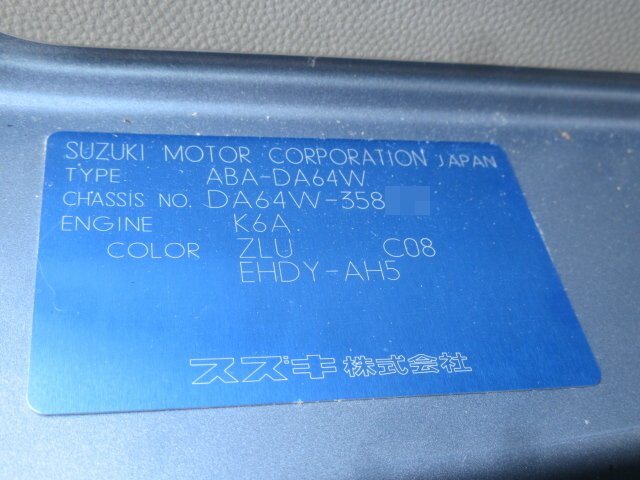 SUZUKI MOTOR CORPORATION JAPAN
TYPE ABA-DA64W
CHASSIS NO. DA64W-358
ENGINE K6A
COLOR ZLU C08
EHDY-AH5
スズキ株式会社